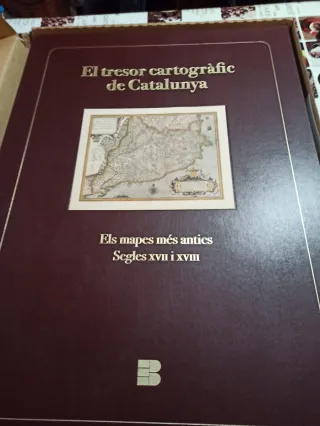 El tresor cartogràfic
de Catalunya
Els mapes més antics
Segles XVII i XVIII